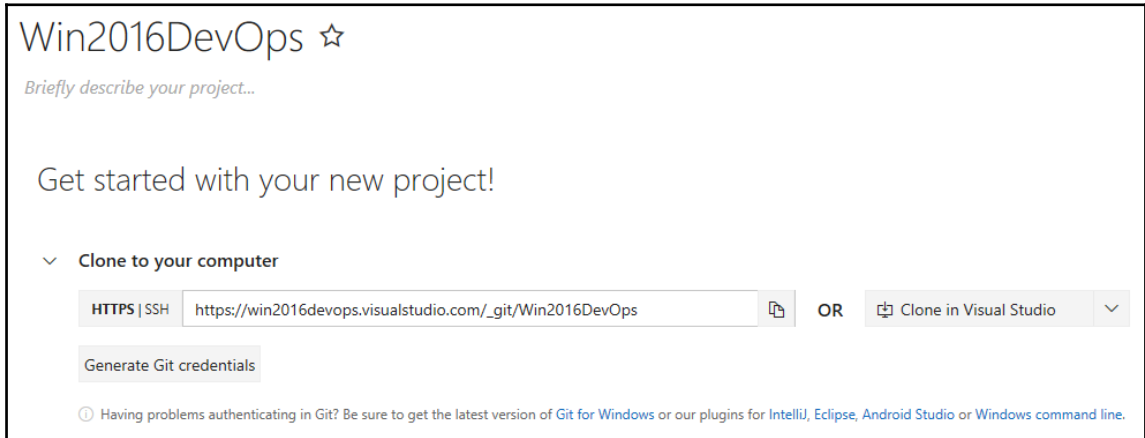 Win2016DevOps
Briefly describe your project...
Get started with your new project!
Clone to your computer
HTTPS | SSH https://win2016devops.visualstudio.com/_git/Win2016DevOps OR Clone in Visual Studio
Generate Git credentials
Having problems authenticating in Git? Be sure to get the latest version of Git for Windows or our plugins for IntelliJ, Eclipse, Android Studio or Windows command line.